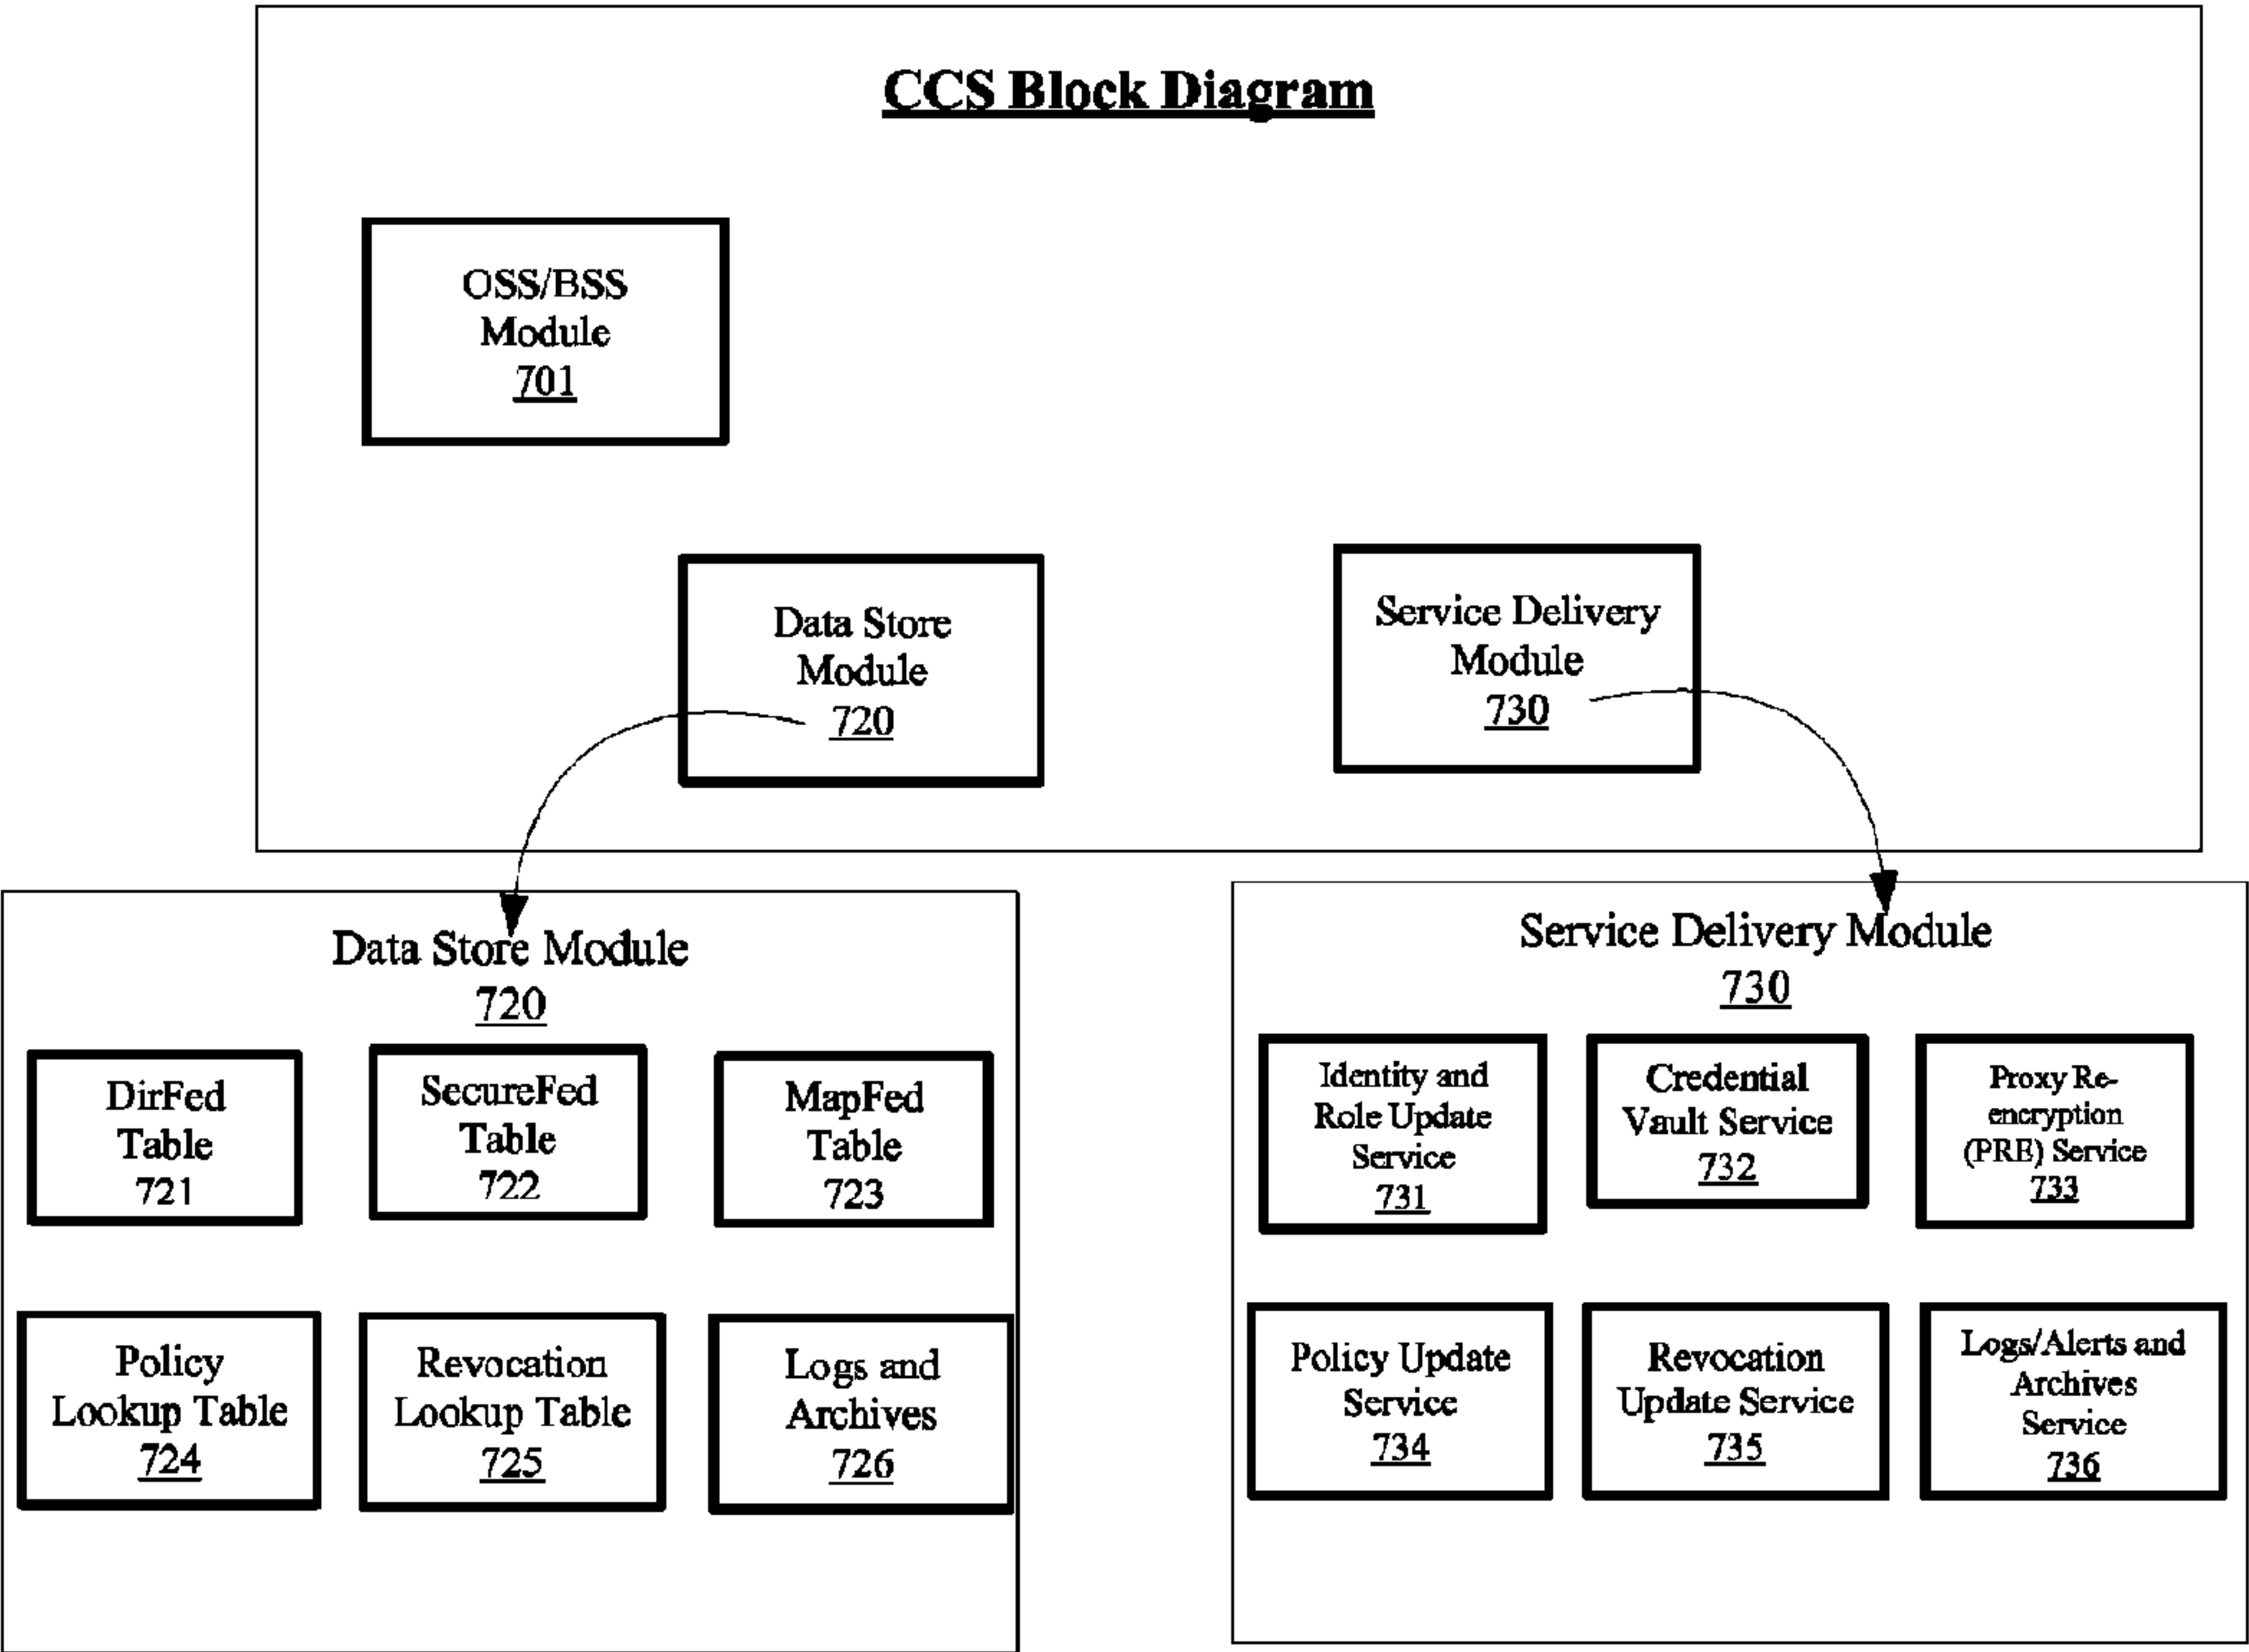 CCS Block Diagram
OSS/BSS
Module
701
Data Store
Module
720
Service Delivery
Module
730
Data Store Module
720
DirFed
Table
721
SecureFed
Table
722
MapFed
Table
723
Policy
Lookup Table
724
Revocation
Lookup Table
725
Logs and
Archives
726
Service Delivery Module
730
Identity and
Role Update
Service
731
Credential
Vault Service
732
Proxy Re-
encryption
(PRE) Service
733
Policy Update
Service
734
Revocation
Update Service
735
Logs/Alerts and
Archives
Service
736